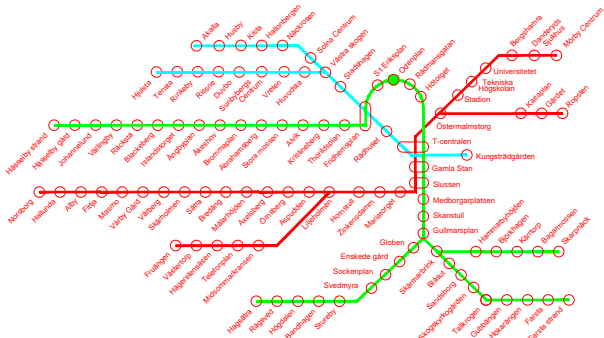 Akalla
Husby
Kista
Hallonbergen
Näckrosen
Solna Centrum
Västra skogen
Stadshagen
Hjulsta
Tensta
Rinkeby
Rissne
Duvbo
Sundbybergs
Centrum
Vreten
Huvudsta
S:t Eriksplan
Odenplan
Rådmansgatan
Hötorget
Bergshamra
Danderyds
Sjukhus
Mörby Centrum
Universitetet
Tekniska
Högskolan
Stadion
Karlaplan
Gärdet
Ropsten
Östermalmstorg
T-centralen
Kungsträdgården
Rådhuset
Gamla Stan
Slussen
Medborgarplatsen
Skanstull
Gullmarsplan
Hässelby strand
Hässelby gård
Johannelund
Vällingby
Råcksta
Blackeberg
Islandstorget
Ängbyplan
Åkeshov
Brommaplan
Abrahamsberg
Stora mossen
Alvik
Kristineberg
Thorildsplan
Fridhemsplan
Norsborg
Hallunda
Alby
Fittja
Masmo
Vårby Gård
Vårberg
Skärholmen
Sätra
Bredäng
Mälarhöjden
Axelsberg
Örnsberg
Aspudden
Liljeholmen
Hornstull
Zinkensdamm
Mariatorget
Fruängen
Västertorp
Hägerstensåsen
Telefonplan
Midsommarkransen
Globen
Enskede gård
Sockenplan
Svedmyra
Stureby
Bandhagen
Högdalen
Rågsved
Hagsätra
Hammarbyhöjden
Björkhagen
Kärrtorp
Bagarmossen
Skarpnäck
Skärmarbrink
Blåsut
Sandsborg
Skogskyrkogården
Tallkrogen
Gubbängen
Hökarängen
Farsta
Farsta strand